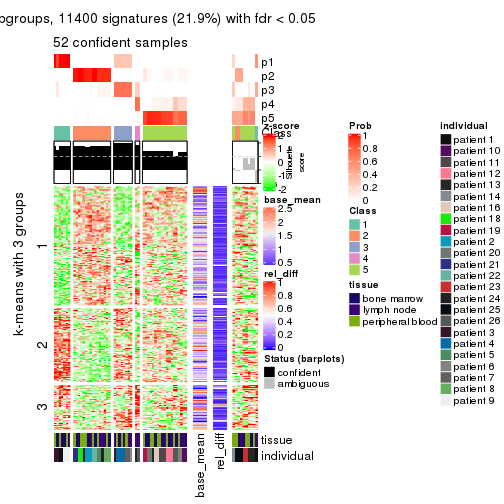 ogroups, 11400 signatures (21.9%) with fdr < 0.05
52 confident samples
p1
p2
p3
p4
p5
Class
Silhouette score
k-means with 3 groups
1
2
3
tissue
individual
base_mean
rel_diff
z-score
2
1
0
-1
-2
base_mean
2.5
2
1.5
1
0.5
rel_diff
1
0.8
0.6
0.4
0.2
0
Status (barplots)
confident
ambiguous
Prob
1
0.8
0.6
0.4
0.2
0
Class
1
2
3
4
5
tissue
bone marrow
lymph node
peripheral blood
individual
patient 1
patient 10
patient 11
patient 12
patient 13
patient 14
patient 16
patient 18
patient 19
patient 2
patient 20
patient 21
patient 22
patient 23
patient 24
patient 25
patient 26
patient 3
patient 4
patient 5
patient 6
patient 7
patient 8
patient 9